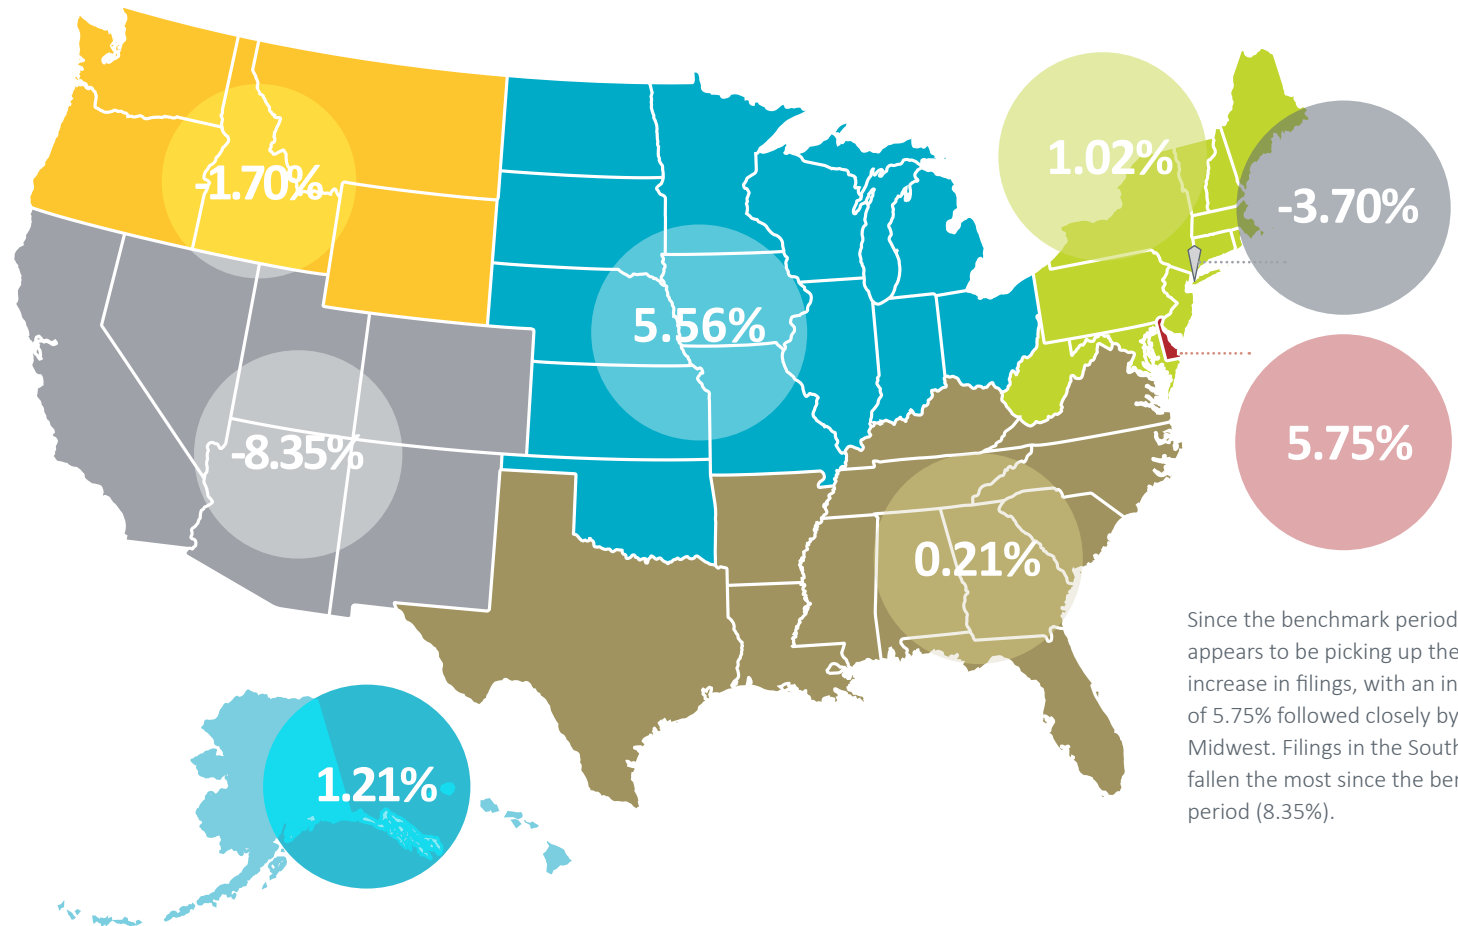 1.02%
-1.70%
-3.70%
5.56%
5.75%
-8.35%
0.21%
1.21%
Since the benchmark period
appears to be picking up the
increase in filings, with an in
of 5.75% followed closely by
Midwest. Filings in the South
fallen the most since the ben
period (8.35%).